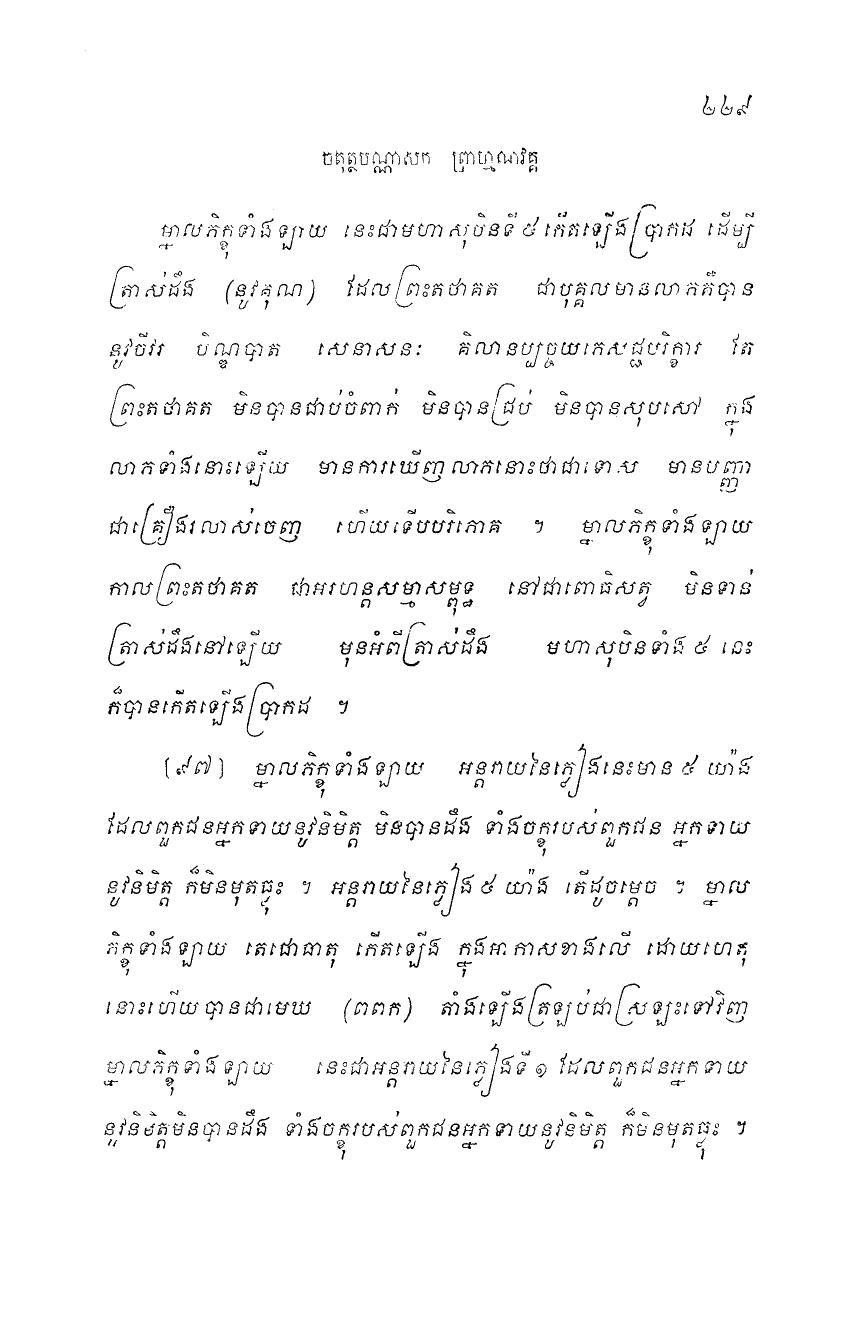 ២២៩
ចតុត្ថបណ្ណាសក ព្រាហ្មណវគ្គ
ម្នាលភិក្ខុទាំងឡាយ នេះជាមហាសុបិនទី ៥ កើតឡើងប្រាកដ ដើម្បី
ត្រាស់ដឹង (នូវគុណ) ដែលព្រះតថាគត ជាបុគ្គលមានលាភគឺបាន
នូវចីវរ បិណ្ឌបាត សេនាសនៈ គិលានប្បច្ចយភេសជ្ជបរិក្ខារ តែ
ព្រះតថាគត មិនបានជាប់ចំពាក់ មិនបានជ្រប់ មិនបានសុបសៅ ក្នុង
លាភទាំងនោះឡើយ មានការឃើញលាភនោះថាជាទោស មានបញ្ញា
ជាគ្រឿងរលាស់ចេញ ហើយទើបបរិភោគ ។ ម្នាលភិក្ខុទាំងឡាយ
កាលព្រះតថាគត ជាអរហន្តសម្មាសម្ពុទ្ធ នៅជាពោធិសត្វ មិនទាន់
ត្រាស់ដឹងនៅឡើយ មុនអំពីត្រាស់ដឹង មហាសុបិនទាំង ៥ នេះ
ក៏បានកើតឡើងប្រាកដ ។
[៩៧] ម្នាលភិក្ខុទាំងឡាយ អន្តរាយនៃភ្លៀងនេះមាន ៥ យ៉ាង
ដែលពួកជនអ្នកទាយនូវនិមិត្ត មិនបានដឹង ទាំងចក្ខុរបស់ពួកជន អ្នកទាយ
នូវនិមិត្ត ក៏មិនមុតធ្លុះ ។ អន្តរាយនៃភ្លៀង ៥ យ៉ាង តើដូចម្តេច ។ ម្នាល
ភិក្ខុទាំងឡាយ តេជោធាតុ កើតឡើង ក្នុងអាកាសខាងលើ ដោយហេតុ
នោះហើយបានជាមេឃ (ពពក) តាំងឡើងត្រឡប់ជាស្រឡះទៅវិញ
ម្នាលភិក្ខុទាំងឡាយ នេះជាអន្តរាយនៃភ្លៀងទី ១ ដែលពួកជនអ្នកទាយ
នូវនិមិត្តមិនបានដឹង ទាំងចក្ខុរបស់ពួកជនអ្នកទាយនូវនិមិត្ត ក៏មិនមុតធ្លុះ ។